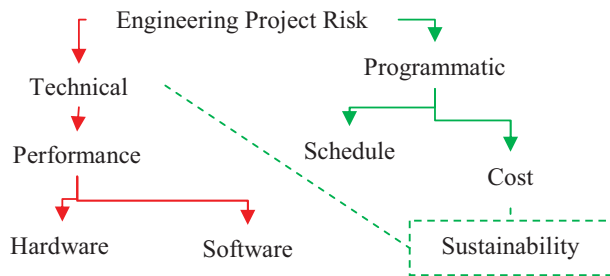 Engineering Project Risk
Programmatic
Technical
Performance
Schedule
Cost
Hardware
Software
Sustainability